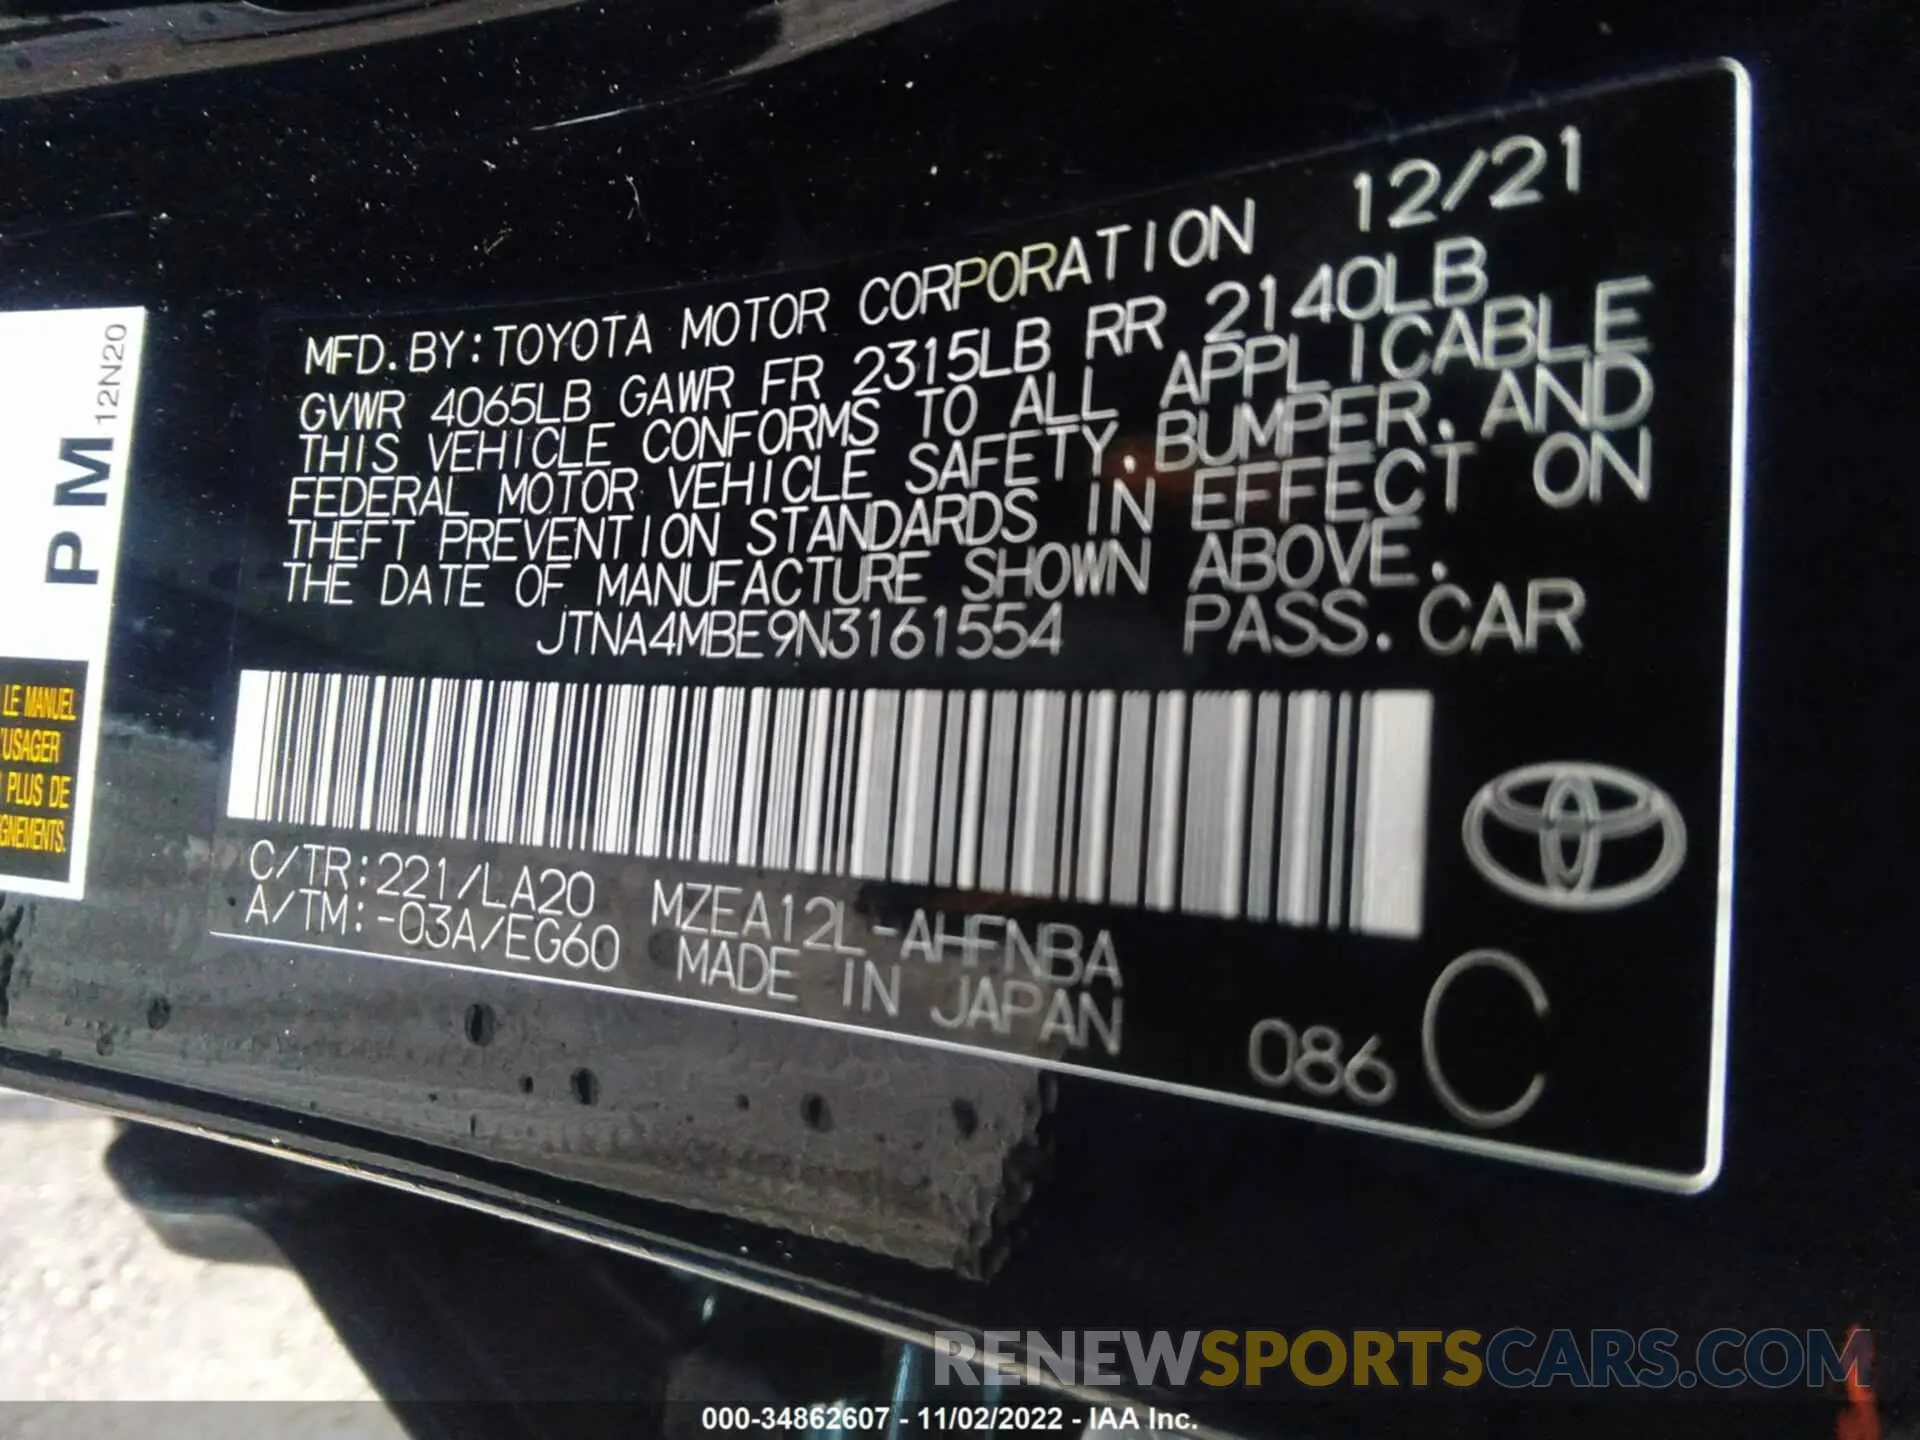 MFD. BY: TOYOTA MOTOR CORPORATION 12/21
GVWR 4065LB GAWR FR 2315LB RR 2140LB
THIS VEHICLE CONFORMS TO ALL APPLICABLE
FEDERAL MOTOR VEHICLE SAFETY, BUMPER, AND
THEFT PREVENTION STANDARDS IN EFFECT ON
THE DATE OF MANUFACTURE SHOWN ABOVE.
JTNA4MBE9N3161554 PASS. CAR
C/TR: 221/LA20 MZEA12L-AHFNBA
A/TM: -03A/EG60 MADE IN JAPAN
086 C
PM 12N20
LE MANUEL
'USAGER
PLUS DE
GNEMENTS.
RENEWSPORTSCARS.COM
000-34862607 - 11/02/2022 - IAA Inc.